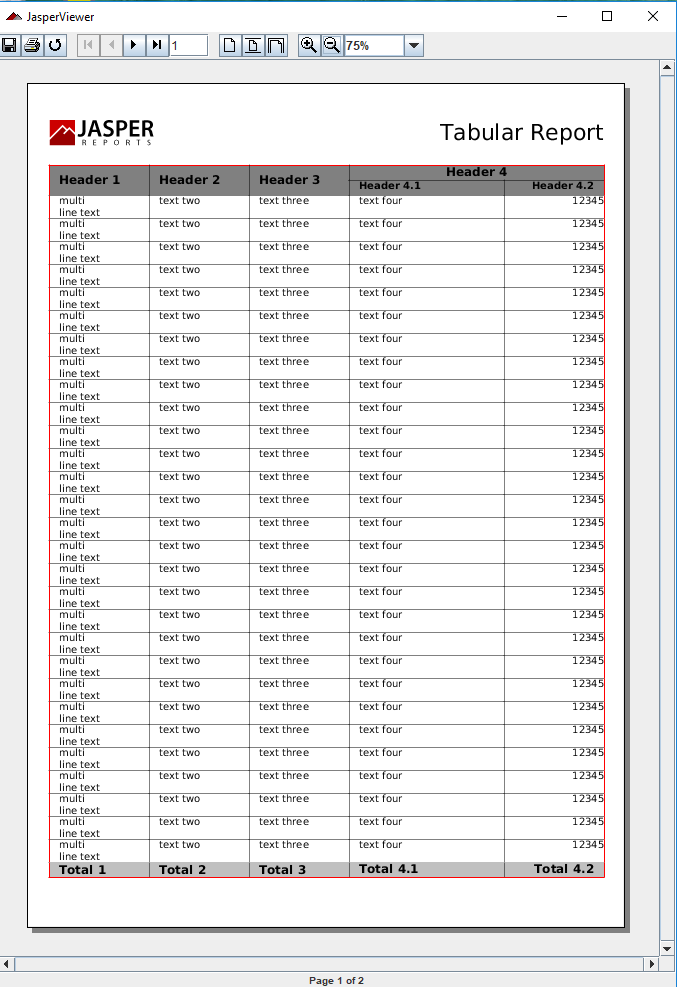 JasperViewer
1
75%
JASPER
REPORTS
Tabular Report
Header 1 Header 2 Header 3 Header 4
Header 4.1 Header 4.2
multi text two text three text four 12345
line text
multi text two text three text four 12345
line text
multi text two text three text four 12345
line text
multi text two text three text four 12345
line text
multi text two text three text four 12345
line text
multi text two text three text four 12345
line text
multi text two text three text four 12345
line text
multi text two text three text four 12345
line text
multi text two text three text four 12345
line text
multi text two text three text four 12345
line text
multi text two text three text four 12345
line text
multi text two text three text four 12345
line text
multi text two text three text four 12345
line text
multi text two text three text four 12345
line text
multi text two text three text four 12345
line text
multi text two text three text four 12345
line text
multi text two text three text four 12345
line text
multi text two text three text four 12345
line text
multi text two text three text four 12345
line text
multi text two text three text four 12345
line text
multi text two text three text four 12345
line text
multi text two text three text four 12345
line text
multi text two text three text four 12345
line text
multi text two text three text four 12345
line text
multi text two text three text four 12345
line text
multi text two text three text four 12345
line text
multi text two text three text four 12345
line text
multi text two text three text four 12345
line text
multi text two text three text four 12345
line text
Total 1 Total 2 Total 3 Total 4.1 Total 4.2
Page 1 of 2